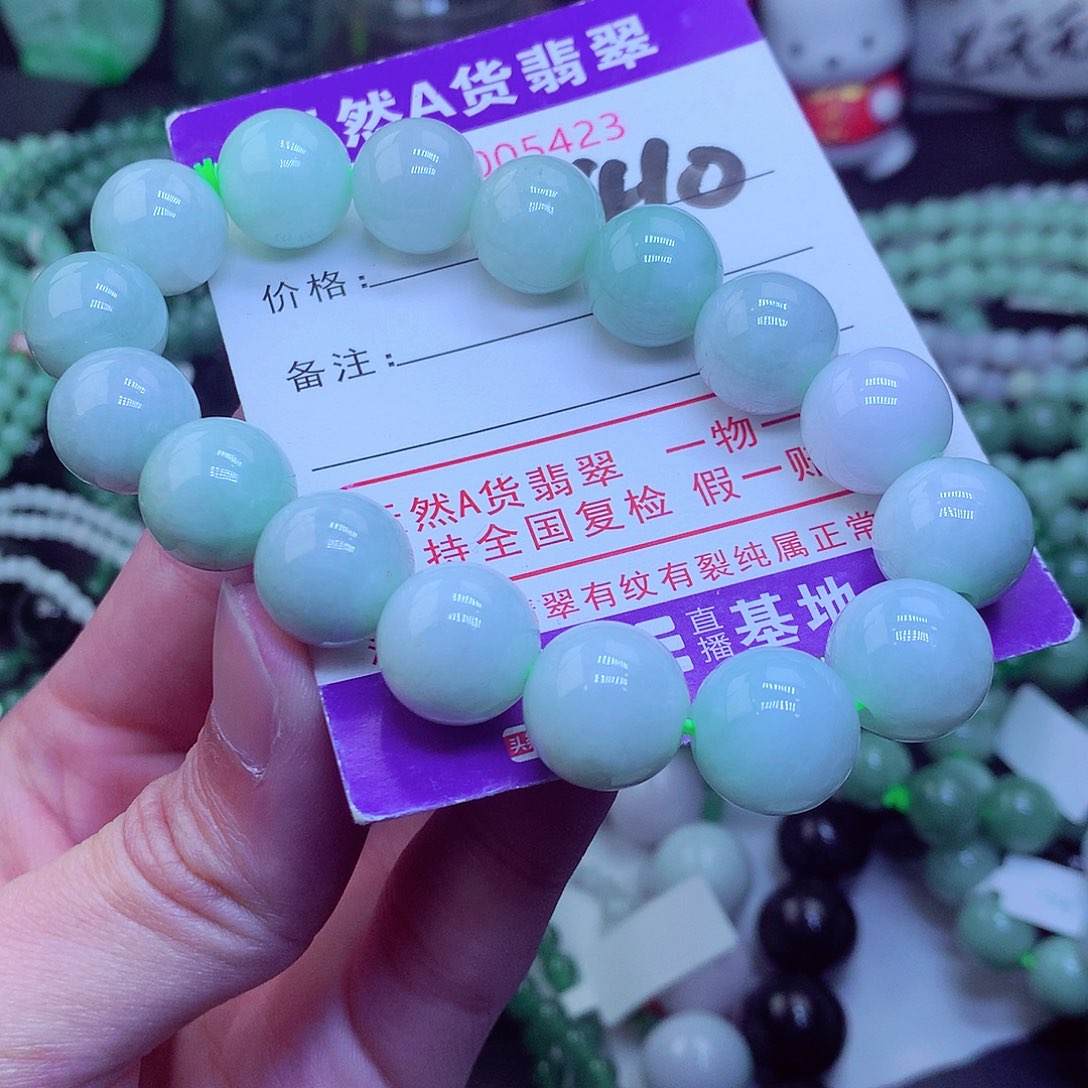 然A货翡翠
005423
HO
价格:
备注:
一物一
然A货翡翠
持全国复检 假一赔
翠有纹有裂纯属正常
直播
基地